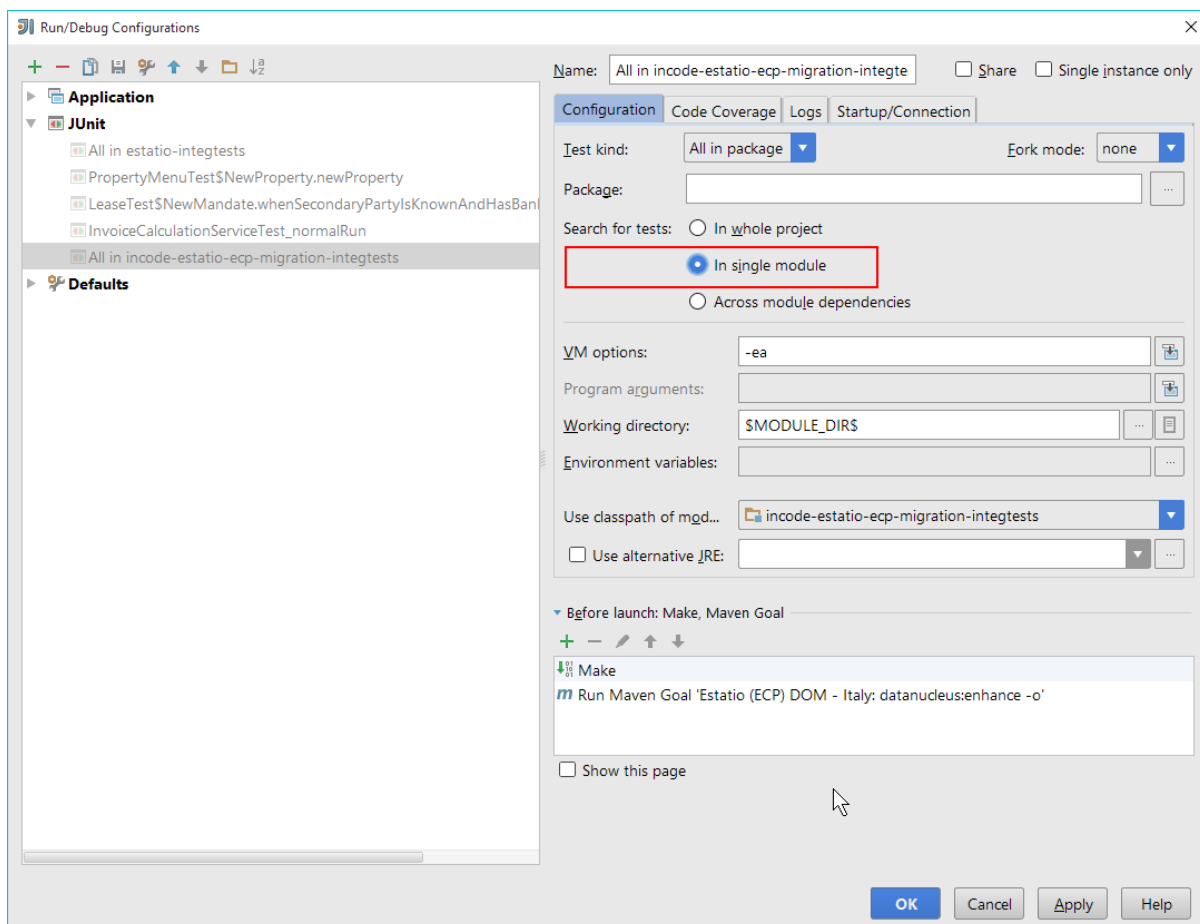 Run/Debug Configurations
Application
JUnit
All in estatio-integtests
PropertyMenuTest$NewProperty.newProperty
LeaseTest$NewMandate.whenSecondaryPartyIsKnownAndHasBanl
InvoiceCalculationServiceTest_normalRun
All in incode-estatio-ecp-migration-integtests
Defaults
Name: All in incode-estatio-ecp-migration-integte Share Single instance only
Configuration Code Coverage Logs Startup/Connection
Test kind: All in package Fork mode: none
Package: ...
Search for tests: In whole project
In single module
Across module dependencies
VM options: -ea
Program arguments:
Working directory: $MODULE_DIR$ ...
Environment variables: ...
Use classpath of mod... incode-estatio-ecp-migration-integtests
Use alternative JRE: ...
Before launch: Make, Maven Goal
Make
m Run Maven Goal 'Estatio (ECP) DOM - Italy: datanucleus:enhance -o'
Show this page
OK Cancel Apply Help